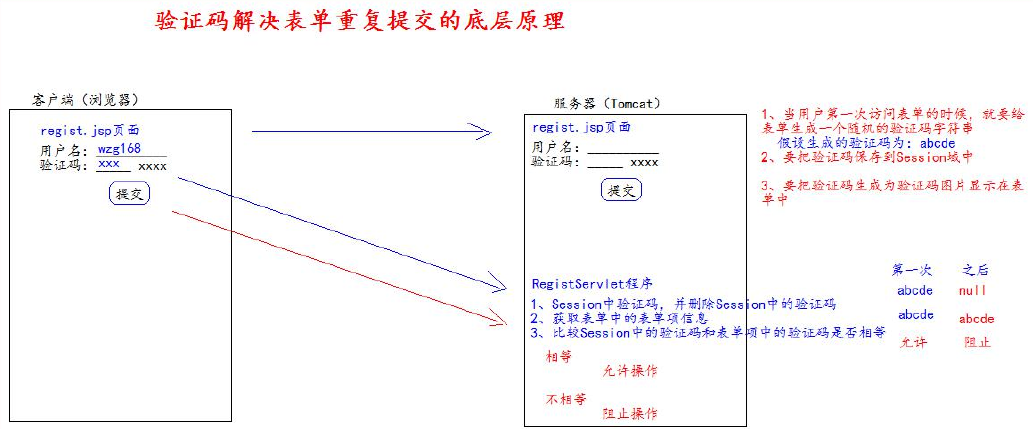 验证码解决表单重复提交的底层原理
客户端（浏览器）
regist.jsp页面
用户名：wzg168
验证码：xxx xxxx
提交
服务器（Tomcat）
regist.jsp页面
用户名：
验证码： xxxx
提交
1、当用户第一次访问表单的时候，就要给
表单生成一个随机的验证码字符串
假设生成的验证码为：abcde
2、要把验证码保存到Session域中
3、要把验证码生成为验证码图片显示在表
单中
RegistServlet程序
1、Session中验证码，并删除Session中的验证码
2、获取表单中的表单项信息
3、比较Session中的验证码和表单项中的验证码是否相等
相等
允许操作
不相等
阻止操作
第一次 之后
abcde null
abcde abcde
允许 阻止